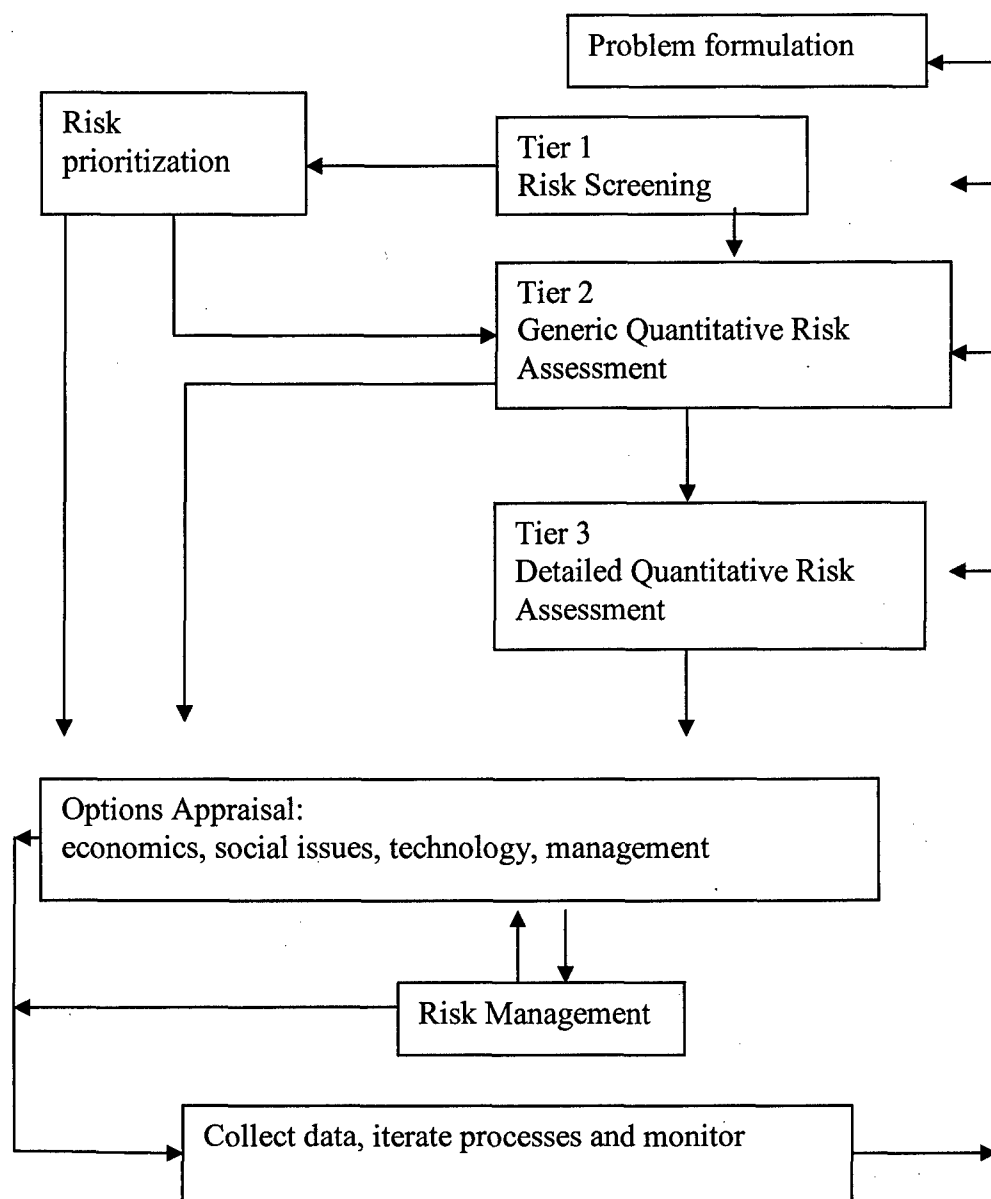 Problem formulation
Risk
prioritization
Tier 1
Risk Screening
Tier 2
Generic Quantitative Risk
Assessment
Tier 3
Detailed Quantitative Risk
Assessment
Options Appraisal:
economics, social issues, technology, management
Risk Management
Collect data, iterate processes and monitor